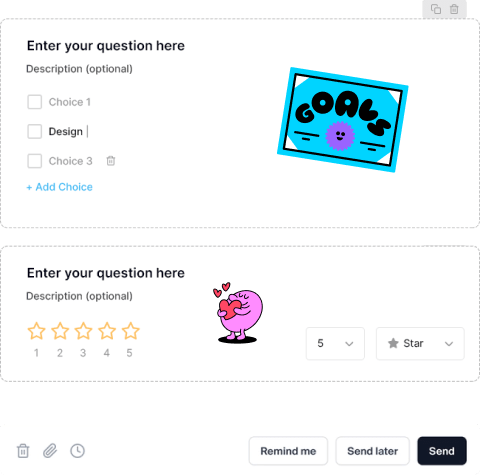 Enter your question here
Description (optional)
Choice 1
Design
Choice 3
+ Add Choice
GOALS
Enter your question here
Description (optional)
1 2 3 4 5
5
Star
Remind me
Send later
Send